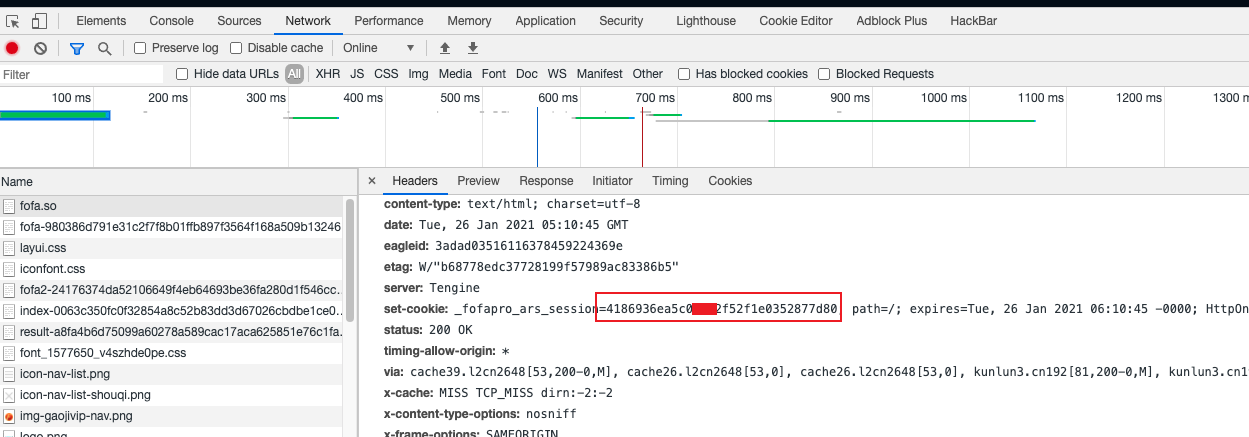 Elements Console Sources Network Performance Memory Application Security Lighthouse Cookie Editor Adblock Plus HackBar
Preserve log Disable cache Online
Filter Hide data URLs All XHR JS CSS Img Media Font Doc WS Manifest Other Has blocked cookies Blocked Requests
100 ms 200 ms 300 ms 400 ms 500 ms 600 ms 700 ms 800 ms 900 ms 1000 ms 1100 ms 1200 ms 1300 ms
Name
Headers Preview Response Initiator Timing Cookies
fofa.so
fofa-980386d791e31c2f7f8b01ffb897f3564f168a509b13246
layui.css
iconfont.css
fofa2-24176374da52106649f4eb64693be36fa280d1f546cc...
index-0063c350fc0f32854a8c52b83dd3d67026cbdbe1ce0...
result-a8fa4b6d75099a60278a589cac17aca625851e76c1fa...
font_1577650_v4szhde0pe.css
icon-nav-list.png
icon-nav-list-shouqi.png
img-gaojivip-nav.png
logo.png
content-type: text/html; charset=utf-8
date: Tue, 26 Jan 2021 05:10:45 GMT
eagleid: 3adad03516116378459224369e
etag: W/"b68778edc37728199f57989ac83386b5"
server: Tengine
set-cookie: _fofapro_ars_session=4186936ea5c0 2f52f1e0352877d80 path=/; expires=Tue, 26 Jan 2021 06:10:45 -0000; HttpOn
status: 200 OK
timing-allow-origin: *
via: cache39.l2cn2648[53,200-0,M], cache26.l2cn2648[53,0], cache26.l2cn2648[53,0], kunlun3.cn192[81,200-0,M], kunlun3.cn
x-cache: MISS TCP_MISS dirn:-2:-2
x-content-type-options: nosniff
x-frame-options: SAMEORIGIN